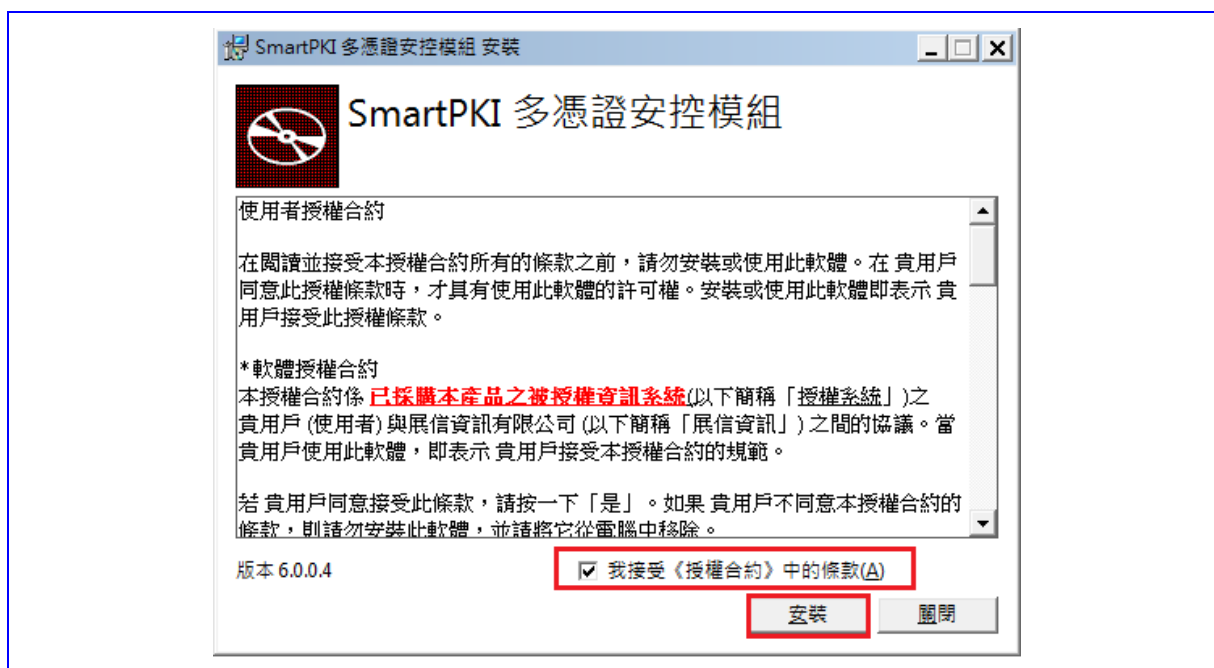 SmartPKI 多憑證安控模組 安裝
SmartPKI 多憑證安控模組
使用者授權合約
在閱讀並接受本授權合約所有的條款之前，請勿安裝或使用此軟體。在 貴用戶
同意此授權條款時，才具有使用此軟體的許可權。安裝或使用此軟體即表示 貴
用戶接受此授權條款。
*軟體授權合約
本授權合約係 已採購本產品之被授權資訊系統(以下簡稱「授權系統」)之
貴用戶 (使用者) 與展信資訊有限公司 (以下簡稱「展信資訊」) 之間的協議。當
貴用戶使用此軟體，即表示 貴用戶接受本授權合約的規範。
若 貴用戶同意接受此條款，請按一下「是」。如果 貴用戶不同意本授權合約的
條款，則請勿安裝此軟體，並請將它從電腦中移除。
版本 6.0.0.4
我接受《授權合約》中的條款(A)
安裝
關閉